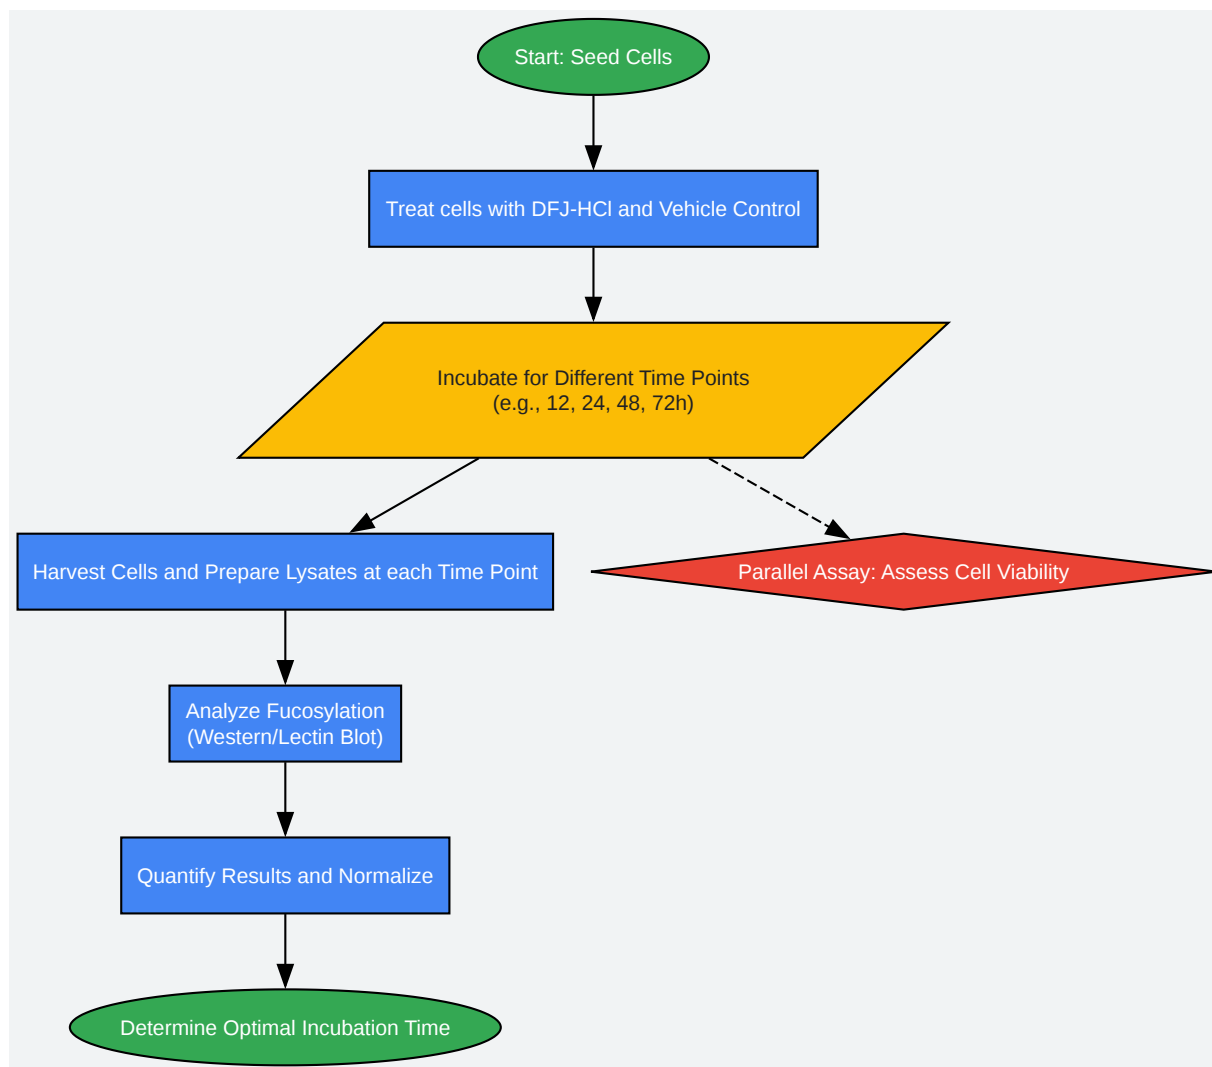 Start: Seed Cells
Treat cells with DFJ-HCl and Vehicle Control
Incubate for Different Time Points
(e.g., 12, 24, 48, 72h)
Harvest Cells and Prepare Lysates at each Time Point
Parallel Assay: Assess Cell Viability
Analyze Fucosylation
(Western/Lectin Blot)
Quantify Results and Normalize
Determine Optimal Incubation Time